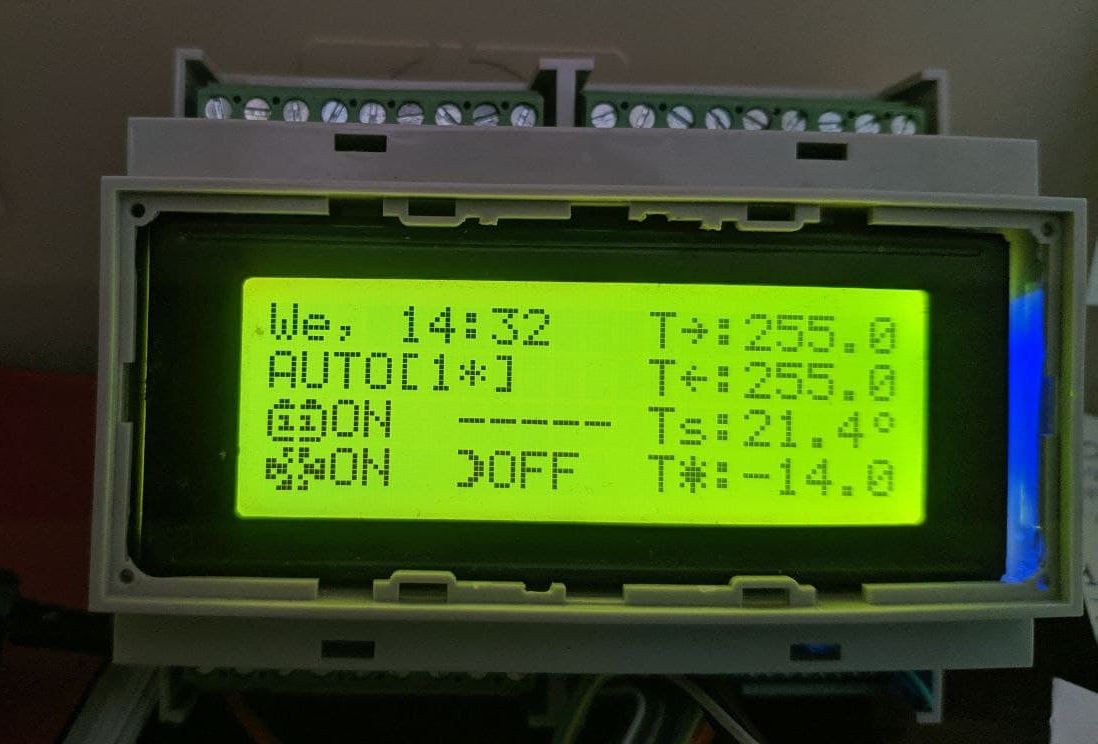 We, 14:32 T→:255.0
AUTO[1*] T←:255.0
ON ----- Ts:21.4°
ON OFF T*:-14.0